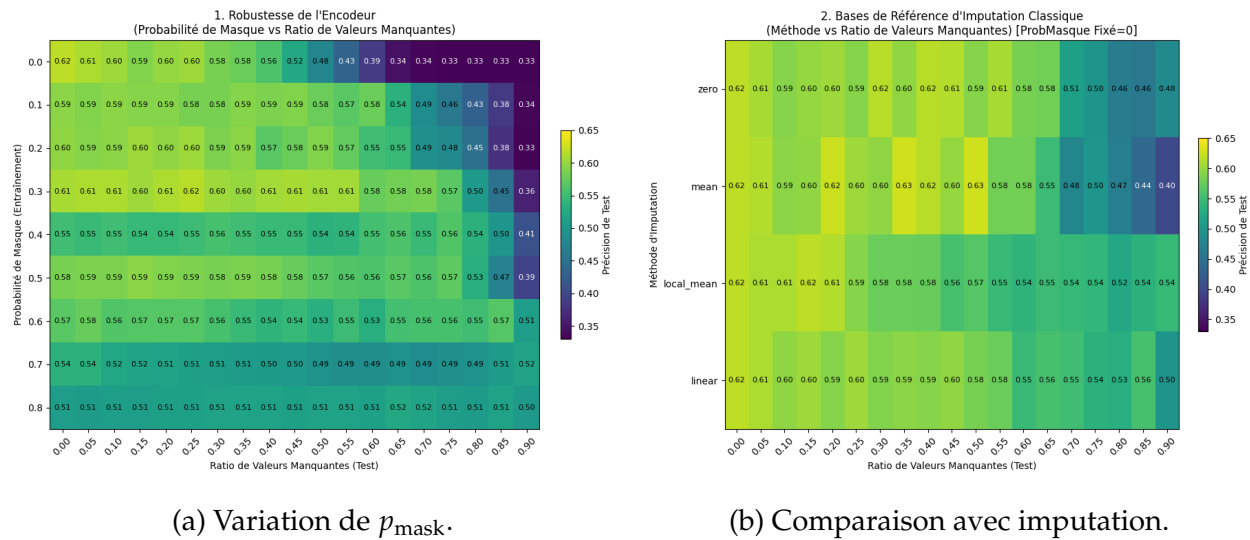 1. Robustesse de l'Encodeur
(Probabilité de Masque vs Ratio de Valeurs Manquantes)
Probabilité de Masque (Entraînement)
0.0 0.62 0.61 0.60 0.59 0.60 0.60 0.58 0.58 0.56 0.52 0.48 0.43 0.39 0.34 0.34 0.33 0.33 0.33 0.33
0.1 0.59 0.59 0.59 0.60 0.59 0.58 0.58 0.59 0.59 0.59 0.58 0.57 0.58 0.54 0.49 0.46 0.43 0.38 0.34
0.2 0.60 0.59 0.59 0.60 0.60 0.60 0.59 0.59 0.57 0.58 0.59 0.58 0.55 0.55 0.49 0.48 0.45 0.38 0.33
0.3 0.61 0.61 0.61 0.60 0.61 0.62 0.60 0.60 0.61 0.61 0.61 0.61 0.58 0.58 0.58 0.57 0.50 0.45 0.36
0.4 0.55 0.55 0.55 0.54 0.54 0.55 0.56 0.55 0.55 0.55 0.54 0.54 0.55 0.56 0.55 0.55 0.54 0.50 0.41
0.5 0.58 0.59 0.59 0.59 0.59 0.59 0.58 0.59 0.58 0.58 0.57 0.56 0.56 0.57 0.56 0.57 0.53 0.47 0.39
0.6 0.57 0.58 0.56 0.57 0.57 0.56 0.55 0.54 0.54 0.55 0.53 0.55 0.53 0.55 0.56 0.56 0.55 0.57 0.51
0.7 0.54 0.54 0.52 0.52 0.51 0.51 0.51 0.51 0.51 0.50 0.49 0.49 0.49 0.49 0.49 0.49 0.49 0.51 0.52
0.8 0.51 0.51 0.51 0.51 0.51 0.51 0.51 0.51 0.51 0.51 0.51 0.51 0.51 0.52 0.52 0.51 0.51 0.51 0.50
0.00 0.05 0.10 0.15 0.20 0.25 0.30 0.35 0.40 0.45 0.50 0.55 0.60 0.65 0.70 0.75 0.80 0.85 0.90
Ratio de Valeurs Manquantes (Test)
0.65
0.60
0.55
0.50
0.45
0.40
0.35
Précision de Test
(a) Variation de pmask.
2. Bases de Référence d'Imputation Classique
(Méthode vs Ratio de Valeurs Manquantes) [ProbMasque Fixé=0]
Méthode d'Imputation
zero 0.62 0.61 0.59 0.60 0.60 0.59 0.62 0.60 0.62 0.61 0.59 0.61 0.58 0.58 0.51 0.50 0.46 0.46 0.48
mean 0.62 0.61 0.59 0.60 0.62 0.60 0.60 0.63 0.62 0.60 0.63 0.58 0.58 0.55 0.48 0.50 0.47 0.44 0.40
local_mean 0.62 0.61 0.61 0.62 0.61 0.60 0.58 0.58 0.58 0.56 0.57 0.55 0.54 0.55 0.54 0.54 0.52 0.54 0.54
linear 0.62 0.61 0.60 0.60 0.59 0.60 0.59 0.59 0.60 0.60 0.58 0.58 0.55 0.56 0.55 0.54 0.53 0.56 0.50
0.00 0.05 0.10 0.15 0.20 0.25 0.30 0.35 0.40 0.45 0.50 0.55 0.60 0.65 0.70 0.75 0.80 0.85 0.90
Ratio de Valeurs Manquantes (Test)
0.65
0.60
0.55
0.50
0.45
0.40
0.35
Précision de Test
(b) Comparaison avec imputation.